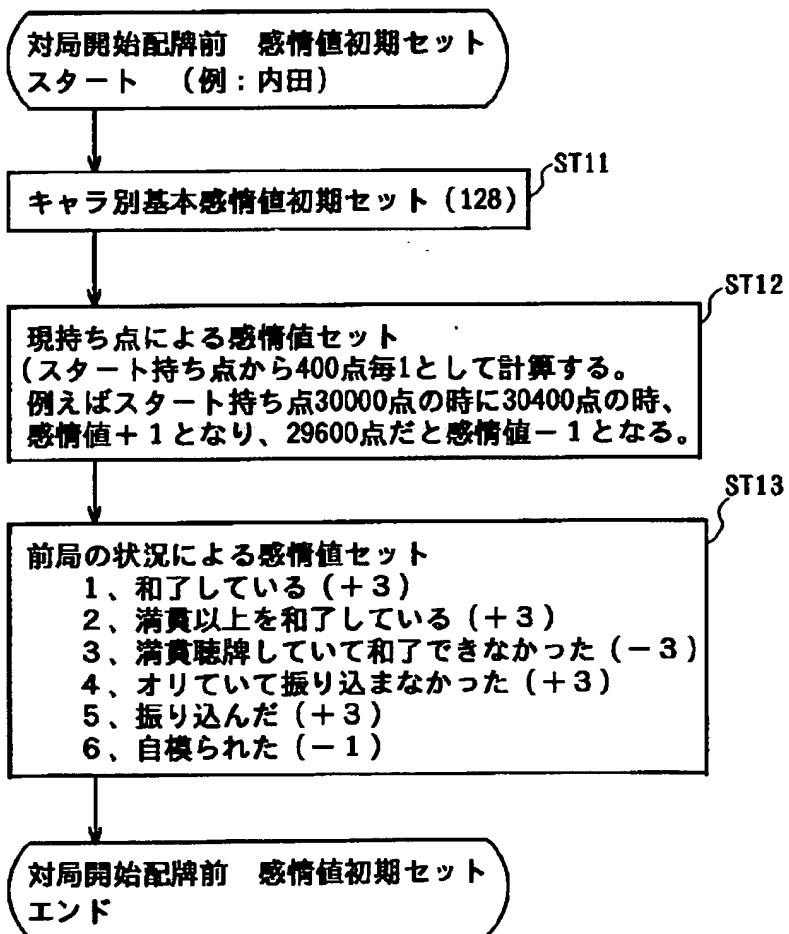 対局開始配牌前　感情値初期セット
スタート　（例：内田）
ST11
キャラ別基本感情値初期セット（128）
ST12
現持ち点による感情値セット
（スタート持ち点から400点毎1として計算する。
例えばスタート持ち点30000点の時に30400点の時、
感情値＋１となり、29600点だと感情値－１となる。
ST13
前局の状況による感情値セット
１、和了している（＋３）
２、満貫以上を和了している（＋３）
３、満貫聴牌していて和了できなかった（－３）
４、オリていて振り込まなかった（＋３）
５、振り込んだ（＋３）
６、自模られた（－１）
対局開始配牌前　感情値初期セット
エンド